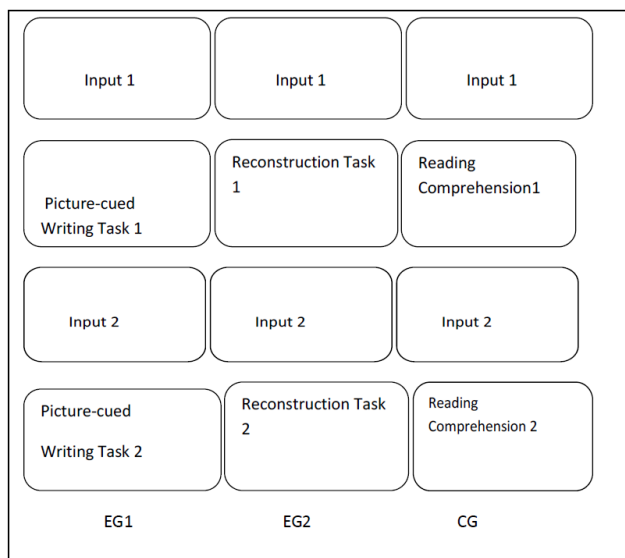 Input 1
Input 1
Input 1
Picture-cued
Writing Task 1
Reconstruction Task
1
Reading
Comprehension1
Input 2
Input 2
Input 2
Picture-cued
Writing Task 2
Reconstruction Task
2
Reading
Comprehension 2
EG1
EG2
CG